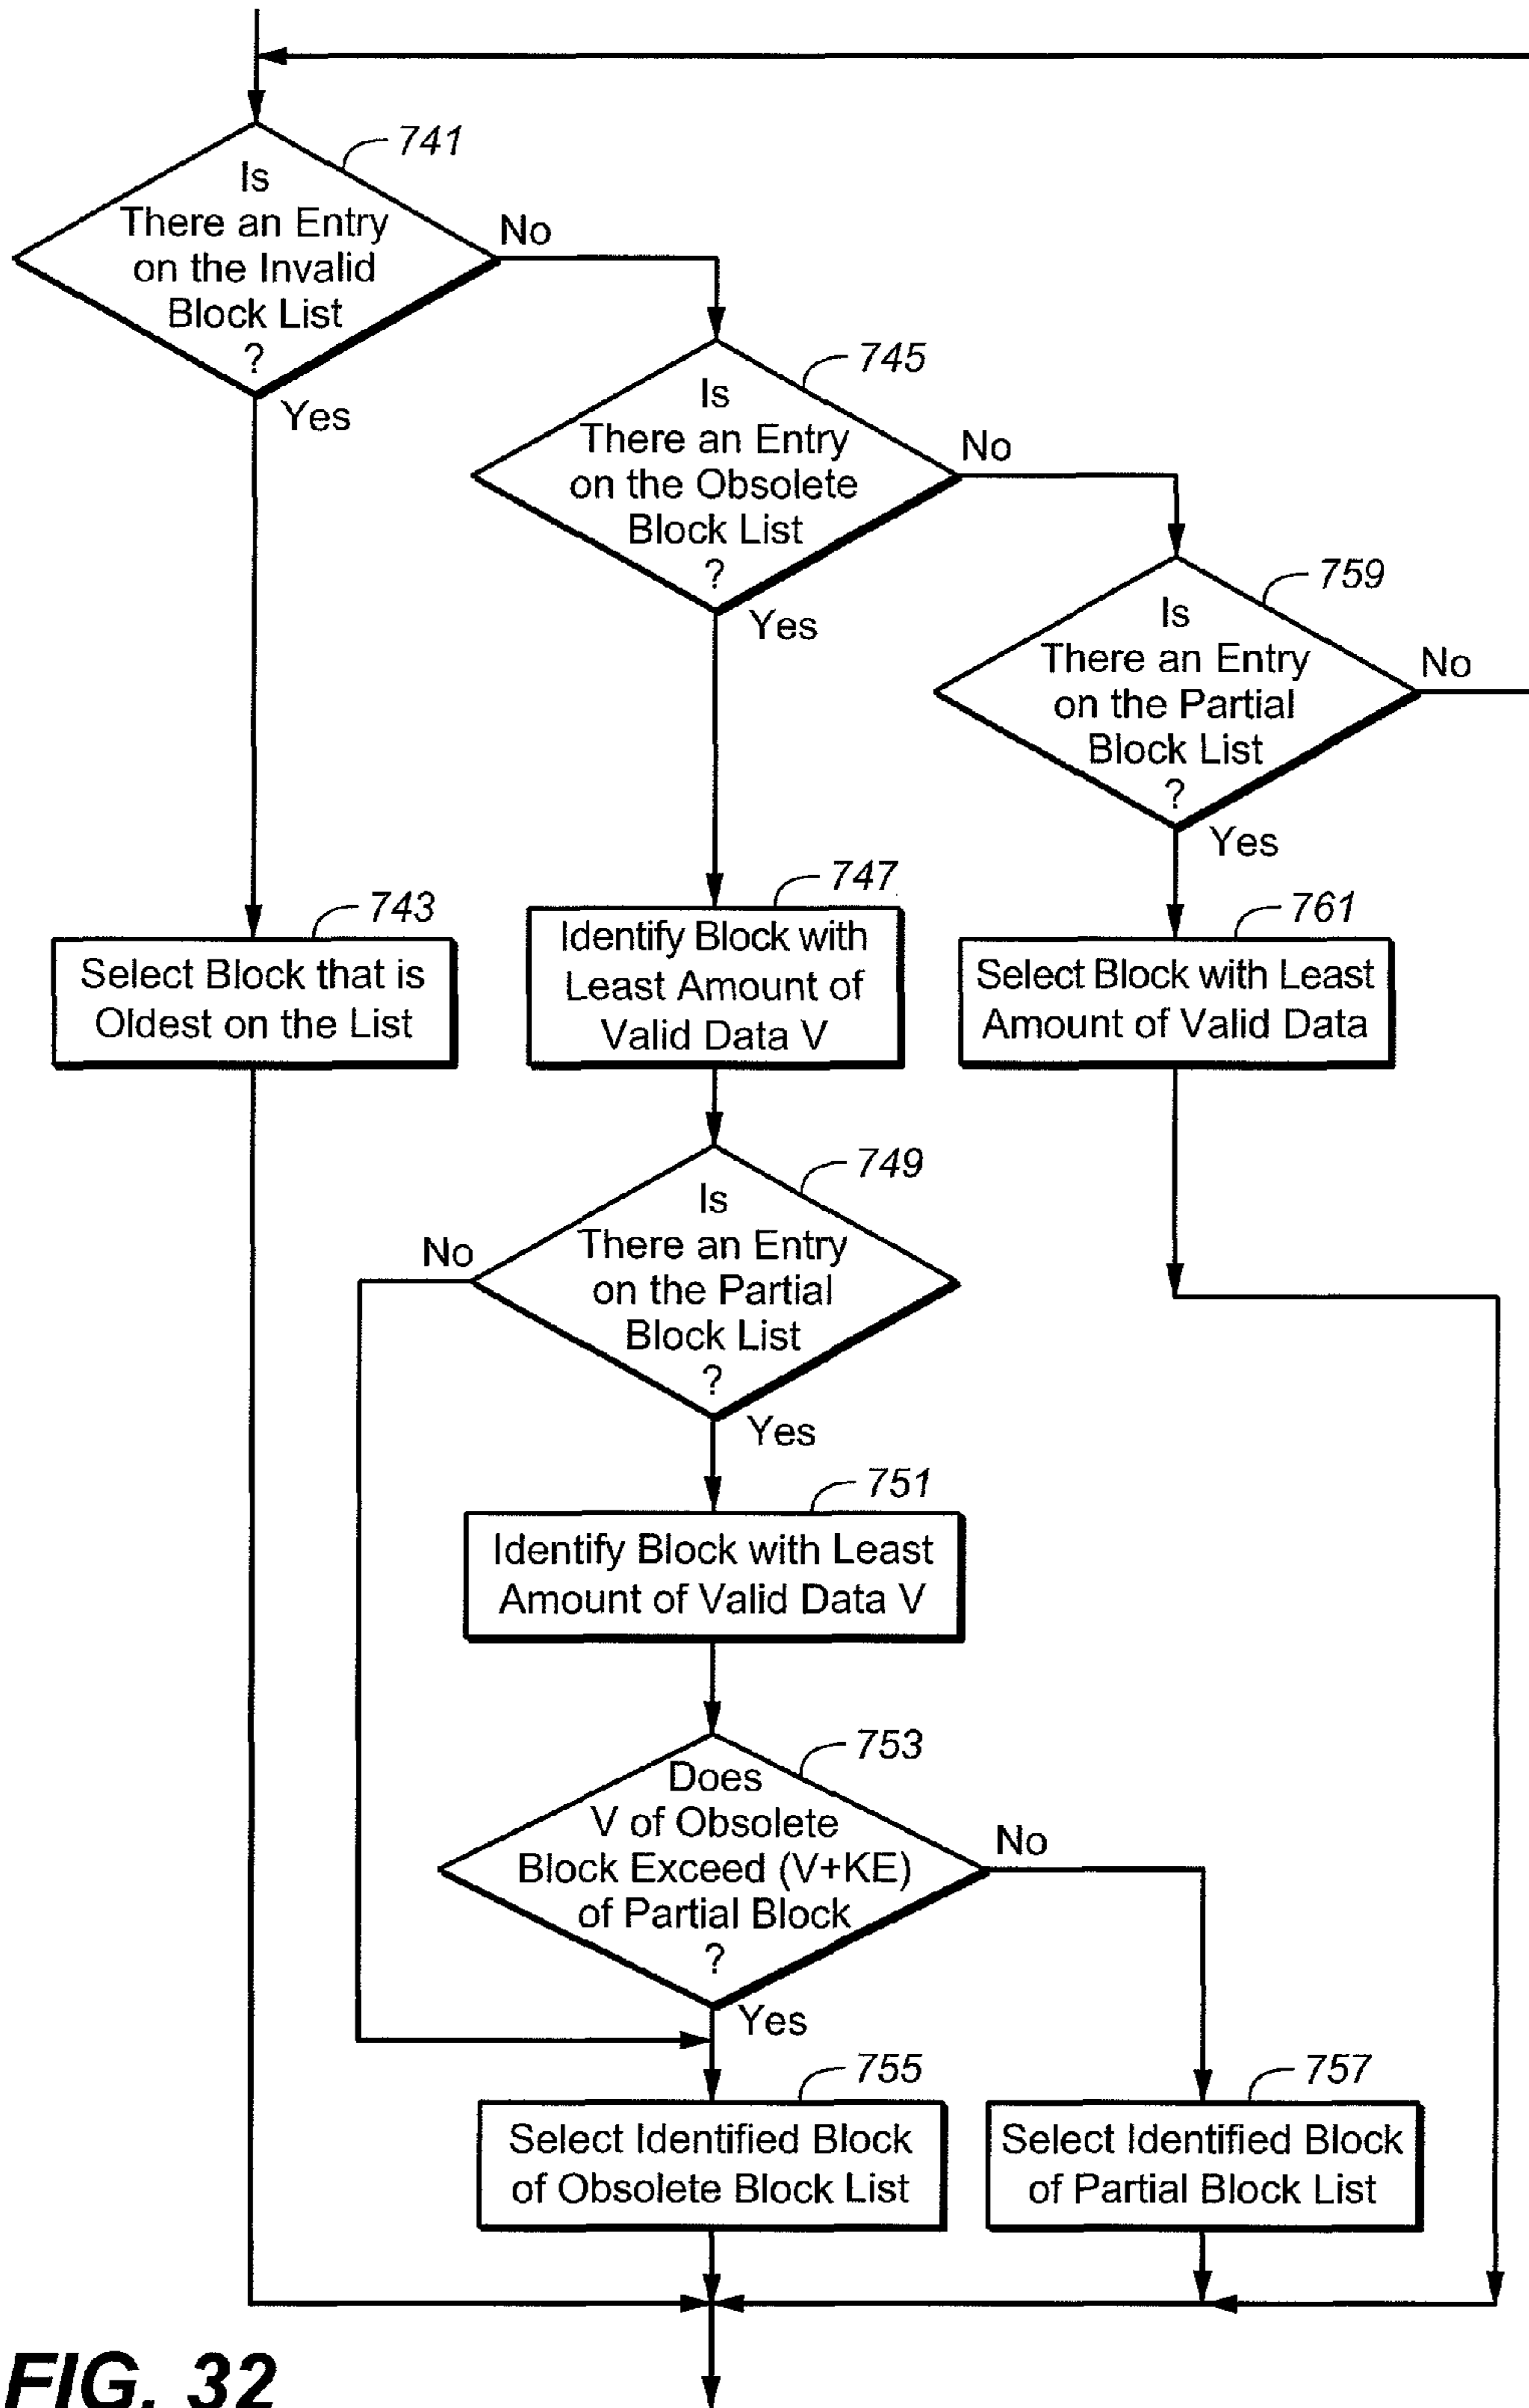 741
Is
There an Entry
on the Invalid
Block List
?
No
Yes
745
Is
There an Entry
on the Obsolete
Block List
?
No
Yes
759
Is
There an Entry
on the Partial
Block List
?
No
Yes
743
Select Block that is
Oldest on the List
747
Identify Block with
Least Amount of
Valid Data V
761
Select Block with Least
Amount of Valid Data
749
Is
There an Entry
on the Partial
Block List
?
No
Yes
751
Identify Block with Least
Amount of Valid Data V
753
Does
V of Obsolete
Block Exceed (V+KE)
of Partial Block
?
No
Yes
755
Select Identified Block
of Obsolete Block List
757
Select Identified Block
of Partial Block List
FIG. 32